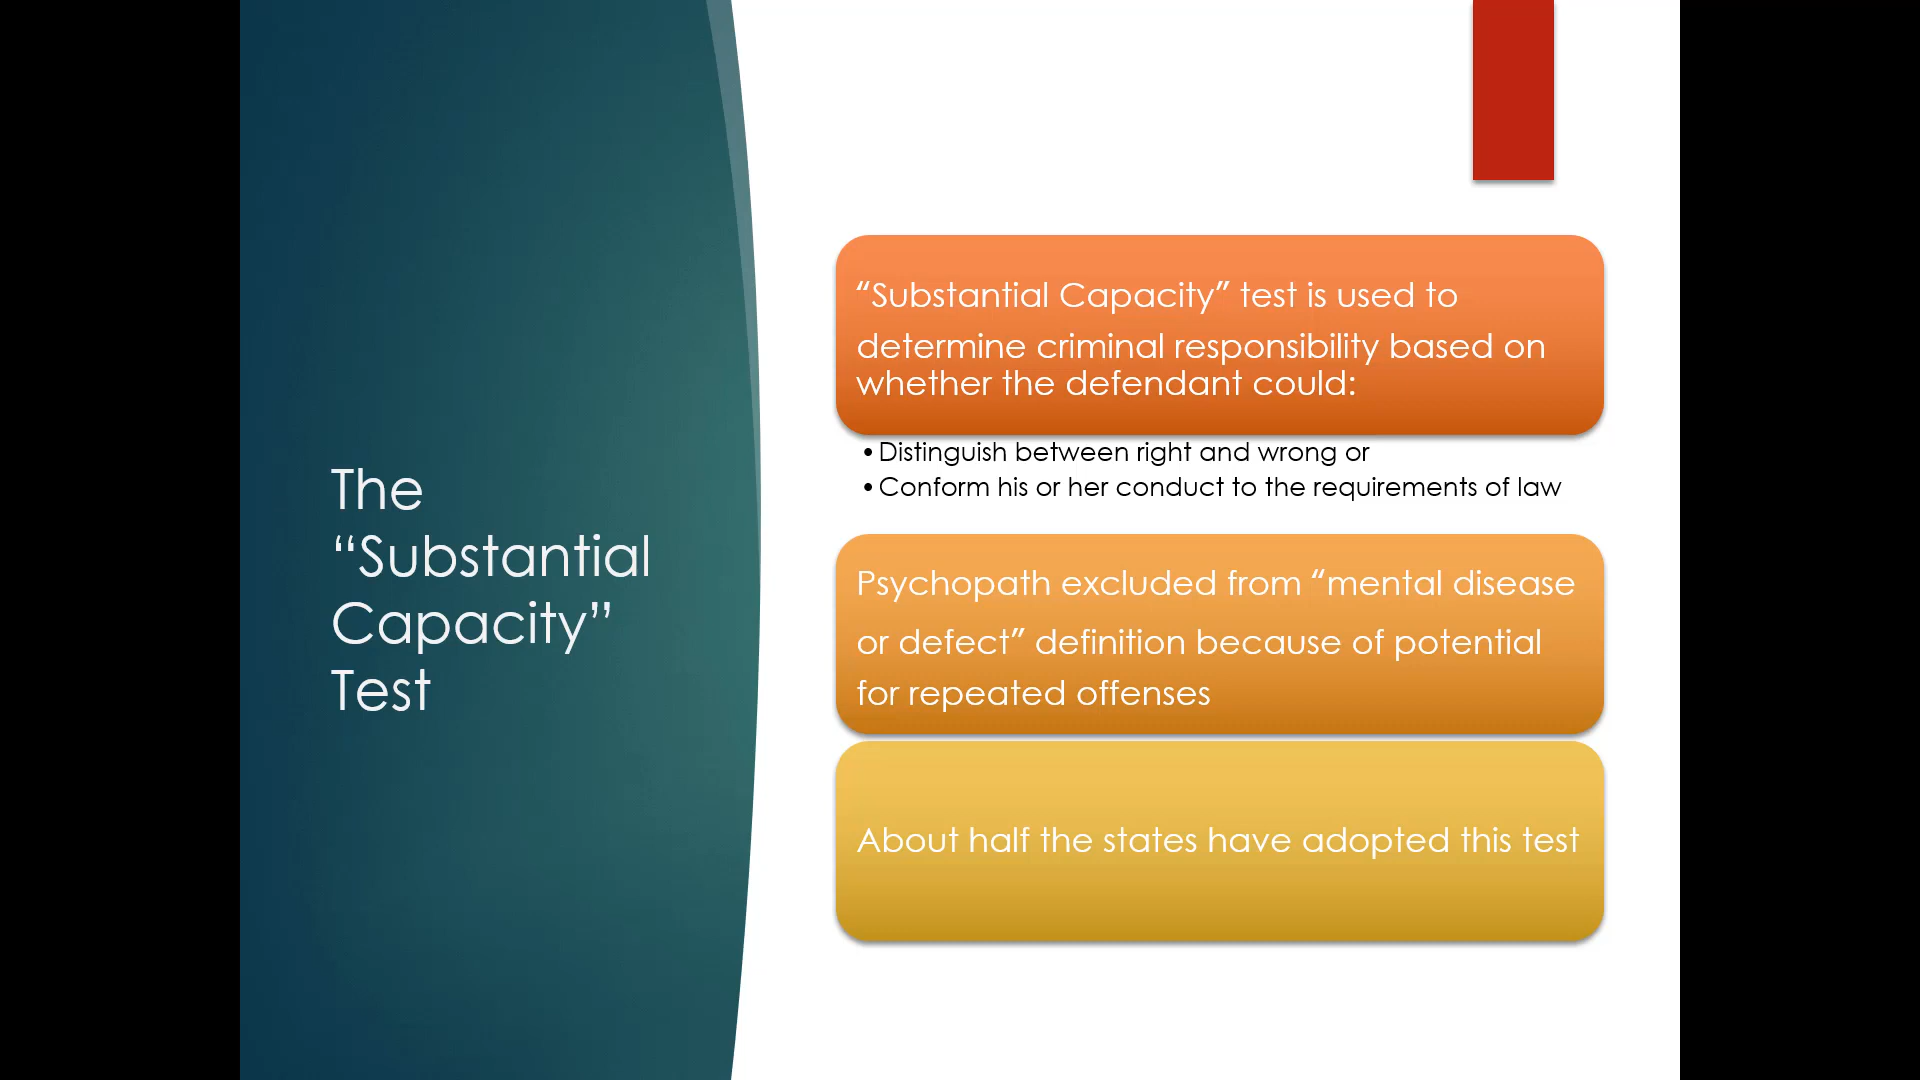 The
“Substantial
Capacity”
Test
“Substantial Capacity” test is used to
determine criminal responsibility based on
whether the defendant could:
•Distinguish between right and wrong or
•Conform his or her conduct to the requirements of law
Psychopath excluded from “mental disease
or defect” definition because of potential
for repeated offenses
About half the states have adopted this test